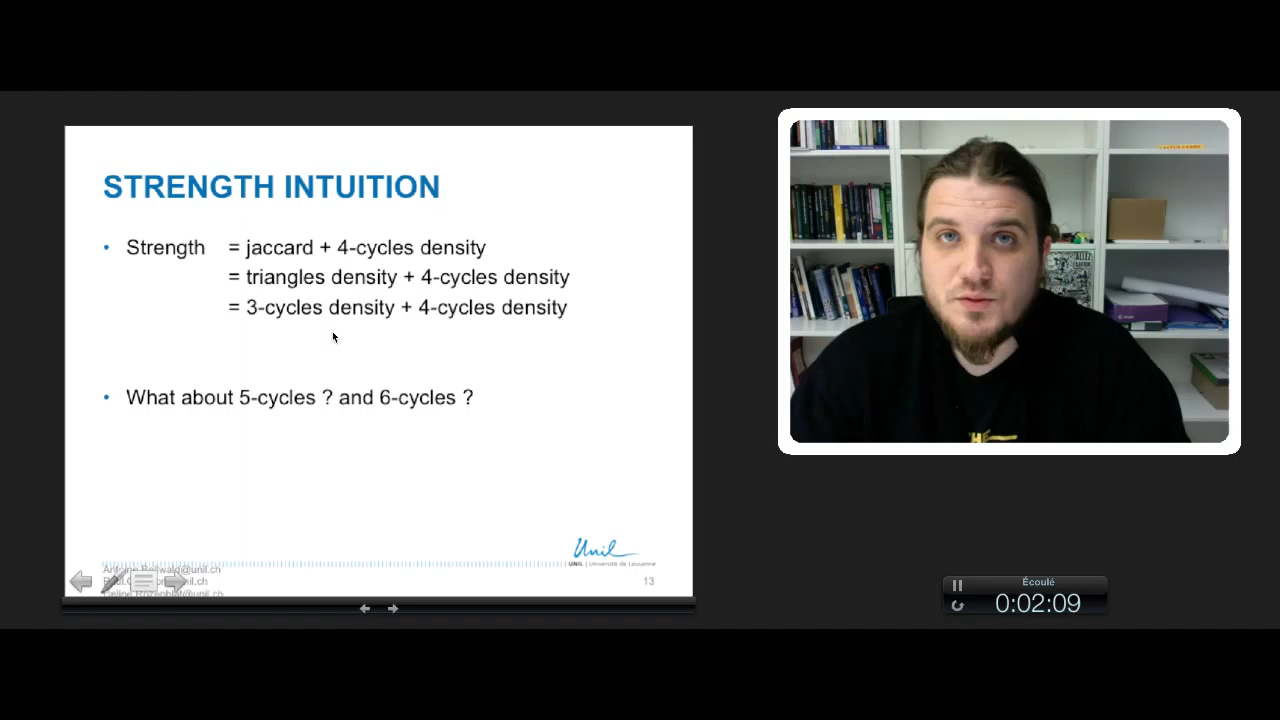 STRENGTH INTUITION
• Strength = jaccard + 4-cycles density
= triangles density + 4-cycles density
= 3-cycles density + 4-cycles density
• What about 5-cycles ? and 6-cycles ?
Unil
UNIL | Université de Lausanne
13
Écoulé
0:02:09